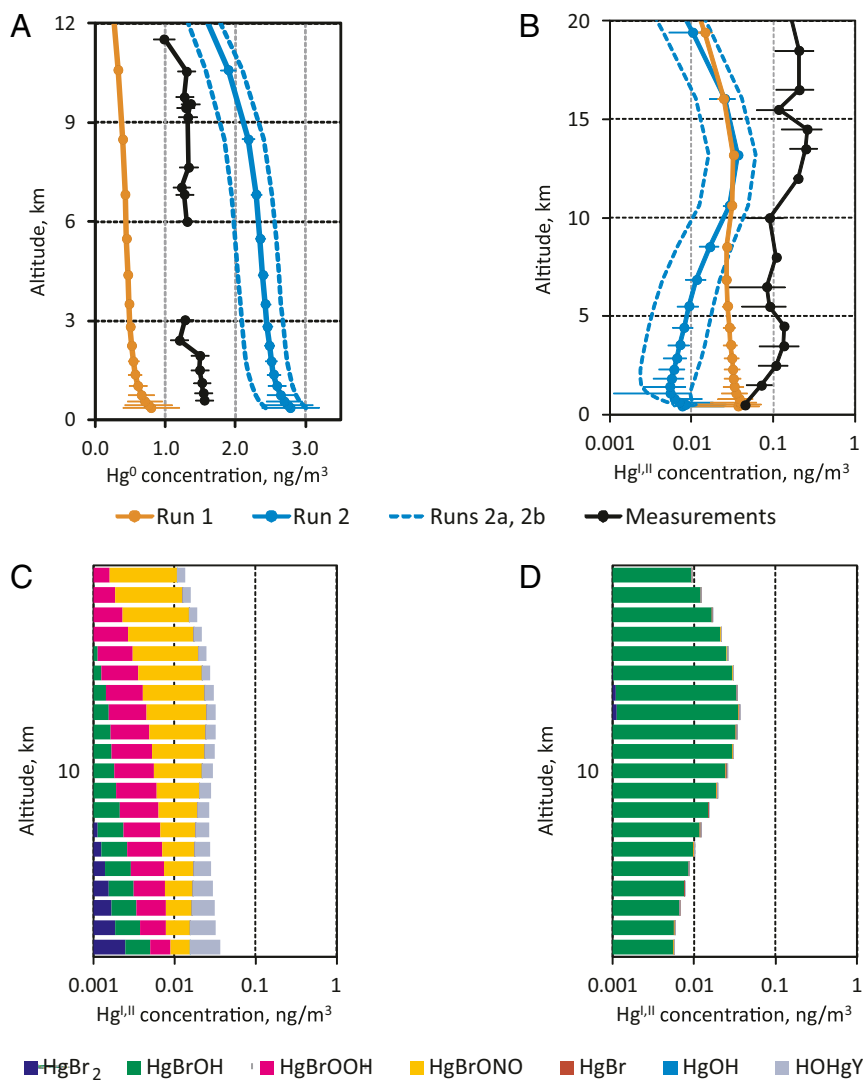 A
B
12
9
6
3
0
Altitude, km
0.0 1.0 2.0 3.0
Hg⁰ concentration, ng/m³
20
15
10
5
0
Altitude, km
0.001 0.01 0.1 1
Hg^I,II concentration, ng/m³
Run 1 Run 2 Runs 2a, 2b Measurements
C
D
Altitude, km
10
0.001 0.01 0.1 1
Hg^I,II concentration, ng/m³
Altitude, km
10
0.001 0.01 0.1 1
Hg^I,II concentration, ng/m³
HgBr₂ HgBrOH HgBrOOH HgBrONO HgBr HgOH HOHgY